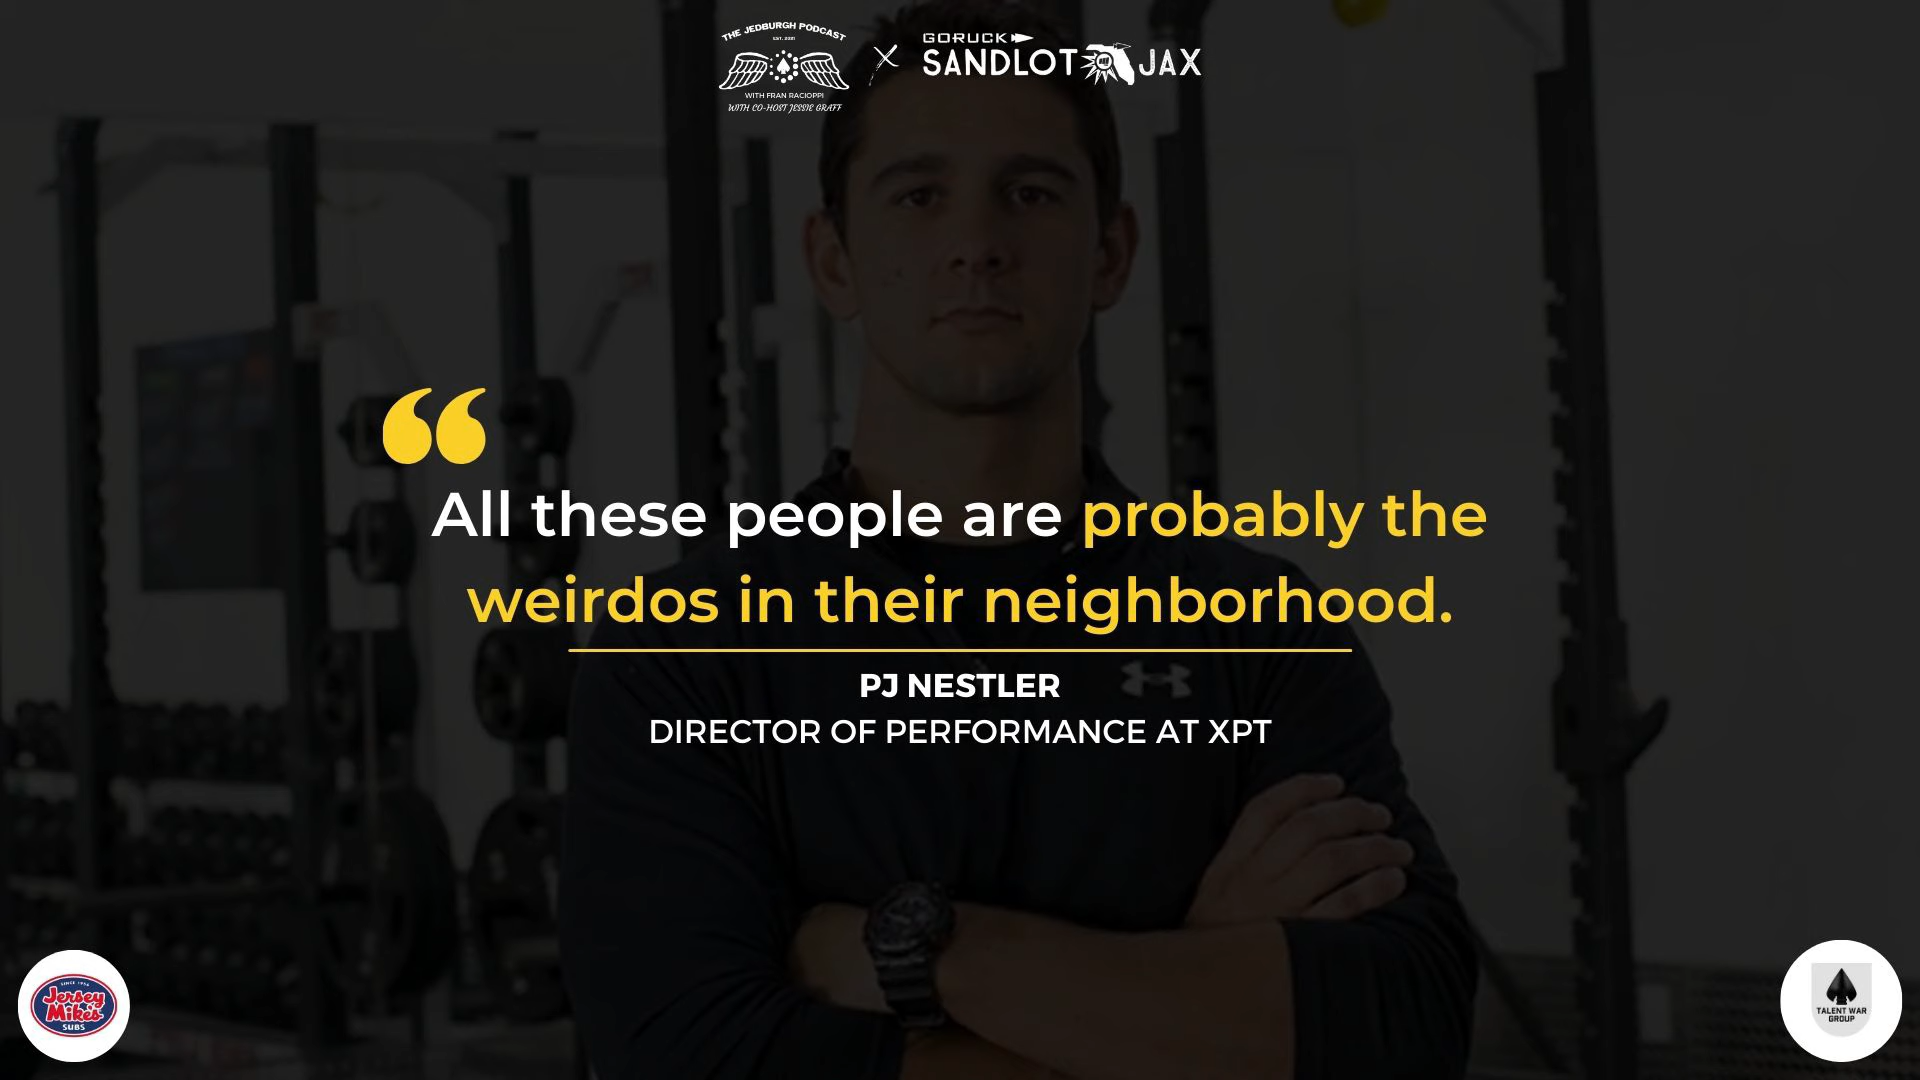 THE JEDBURGH PODCAST
EST. 2021
WITH FRAN RACIOPPI
WITH CO-HOST JESSIE GRAFF
X
GORUCK
SANDLOT JAX
All these people are probably the
weirdos in their neighborhood.
PJ NESTLER
DIRECTOR OF PERFORMANCE AT XPT
SINCE 1956
Jersey
Mike's
SUBS
TALENT WAR
GROUP